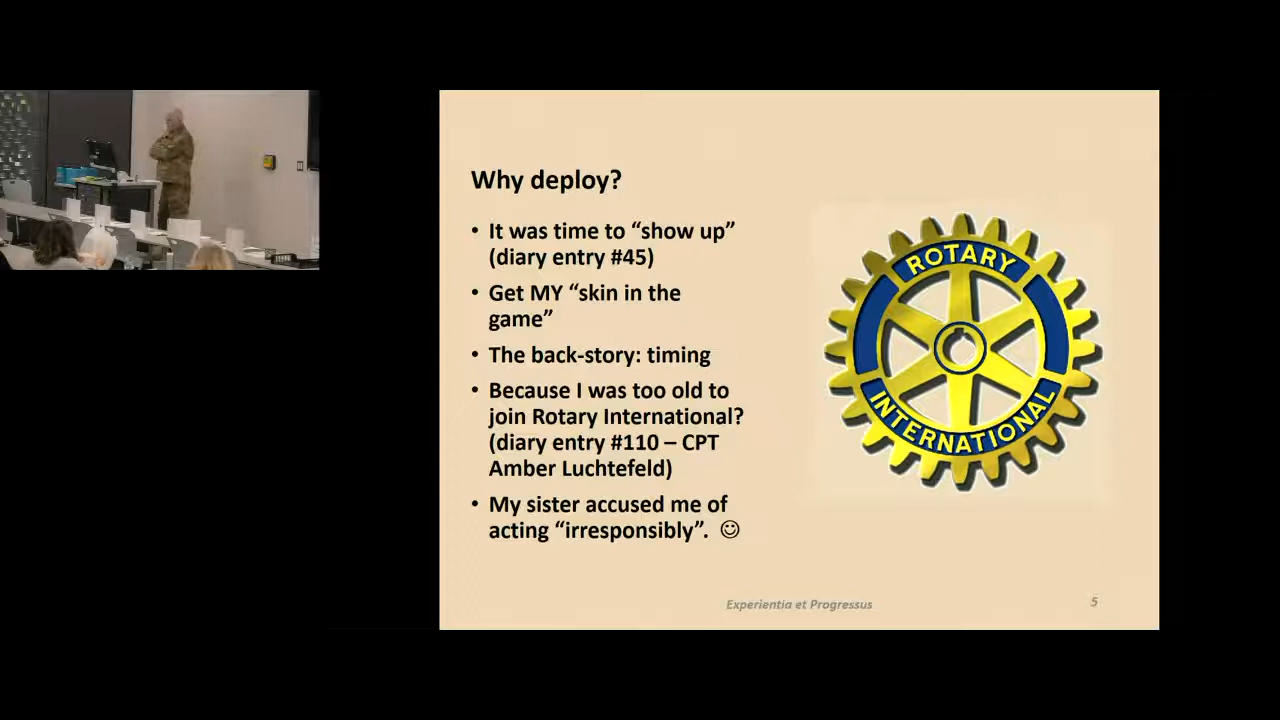 Why deploy?
• It was time to “show up”
(diary entry #45)
• Get MY “skin in the
game”
• The back-story: timing
• Because I was too old to
join Rotary International?
(diary entry #110 – CPT
Amber Luchtefeld)
• My sister accused me of
acting “irresponsibly”. ☺
ROTARY
INTERNATIONAL
Experientia et Progressus
5